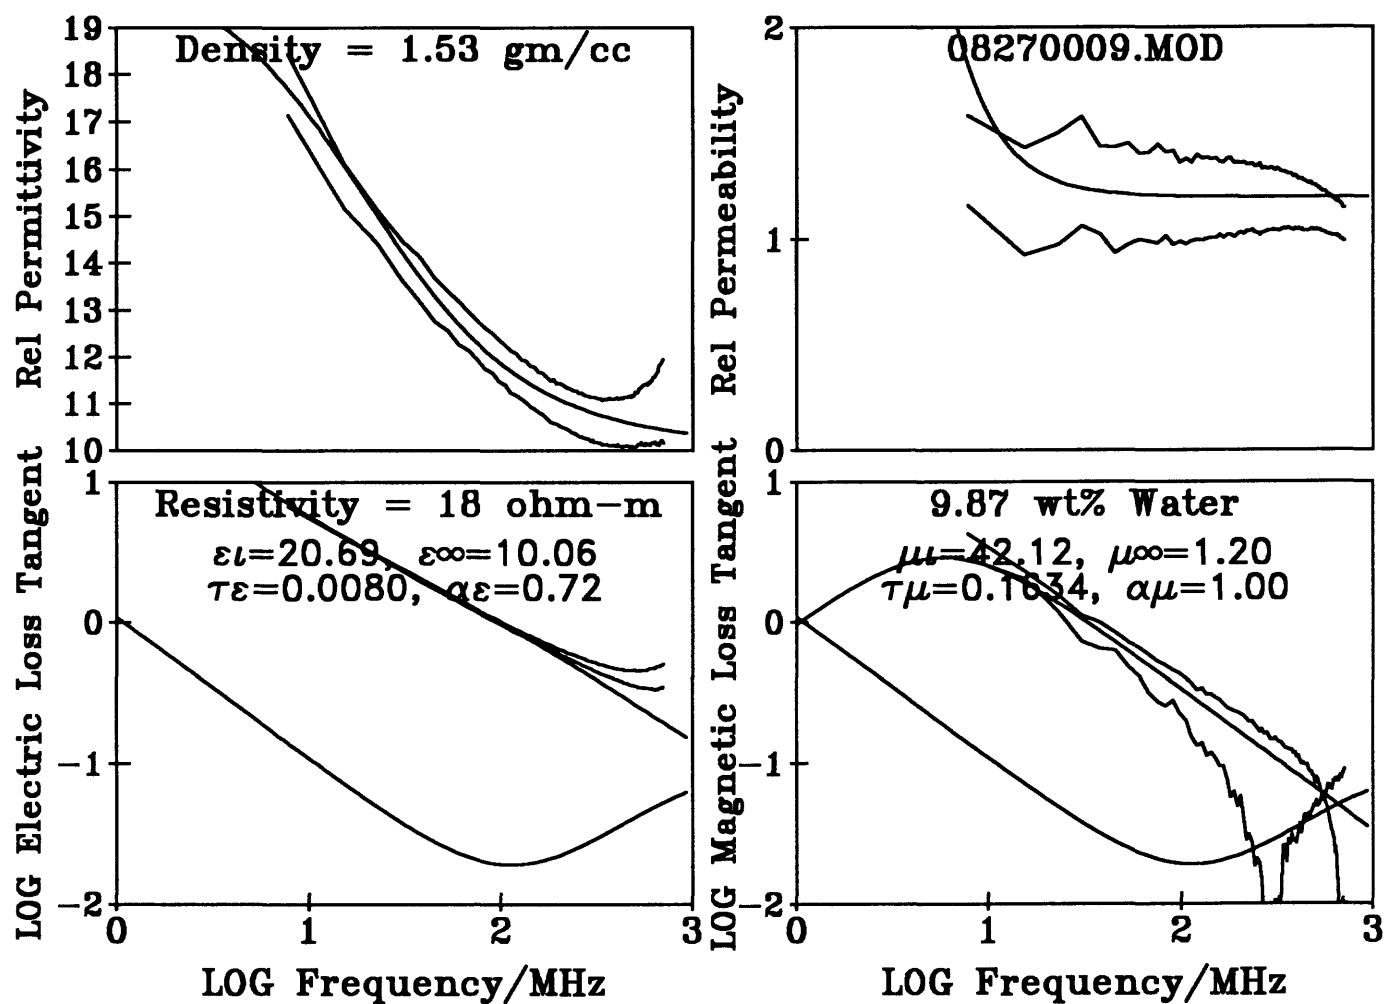 19
18
17
16
15
14
13
12
11
10
Rel Permittivity
Density = 1.53 gm/cc
2
1
0
Rel Permeability
08270009.MOD
1
0
−1
−2
LOG Electric Loss Tangent
Resistivity = 18 ohm−m
ει=20.69, ε∞=10.06
τε=0.0080, αε=0.72
0
1
2
3
LOG Frequency/MHz
1
0
−1
−2
LOG Magnetic Loss Tangent
9.87 wt% Water
μι=42.12, μ∞=1.20
τμ=0.1634, αμ=1.00
0
1
2
3
LOG Frequency/MHz